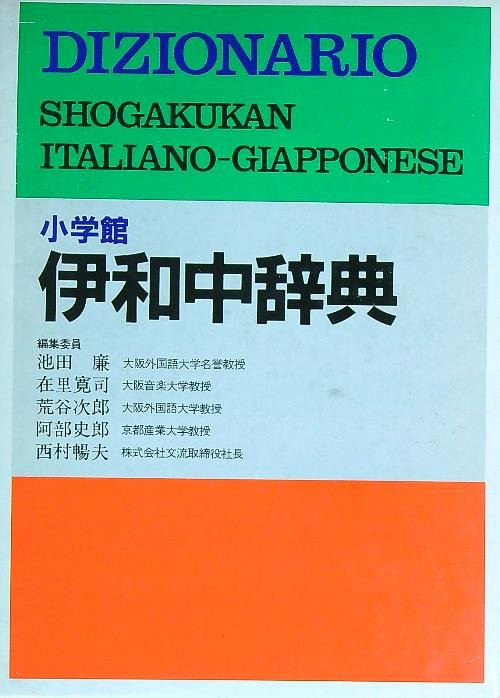 DIZIONARIO
SHOGAKUKAN
ITALIANO-GIAPPONESE
小学館
伊和中辞典
編集委員
池田 廉 大阪外国語大学名誉教授
在里寛司 大阪音楽大学教授
荒谷次郎 大阪外国語大学教授
阿部史郎 京都産業大学教授
西村暢夫 株式会社文流取締役社長